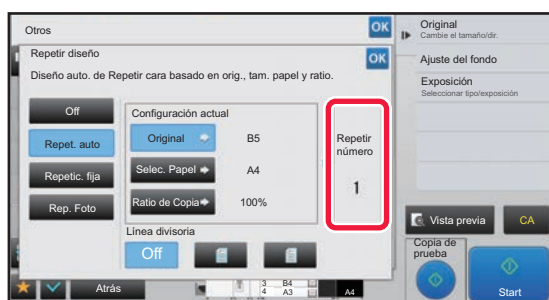 Otros
OK
Repetir diseño
OK
Diseño auto. de Repetir cara basado en orig., tam. papel y ratio.
Off
Repet. auto
Repetic. fija
Rep. Foto
Configuración actual
Original
B5
Selec. Papel
A4
Ratio de Copia
100%
Repetir
número
1
Línea divisoria
Off
Atrás
3 B4
4 A3
A4
Original
Cambie el tamaño/dir.
Ajuste del fondo
Exposición
Seleccionar tipo/exposición
Vista previa
CA
Copia de
prueba
Start